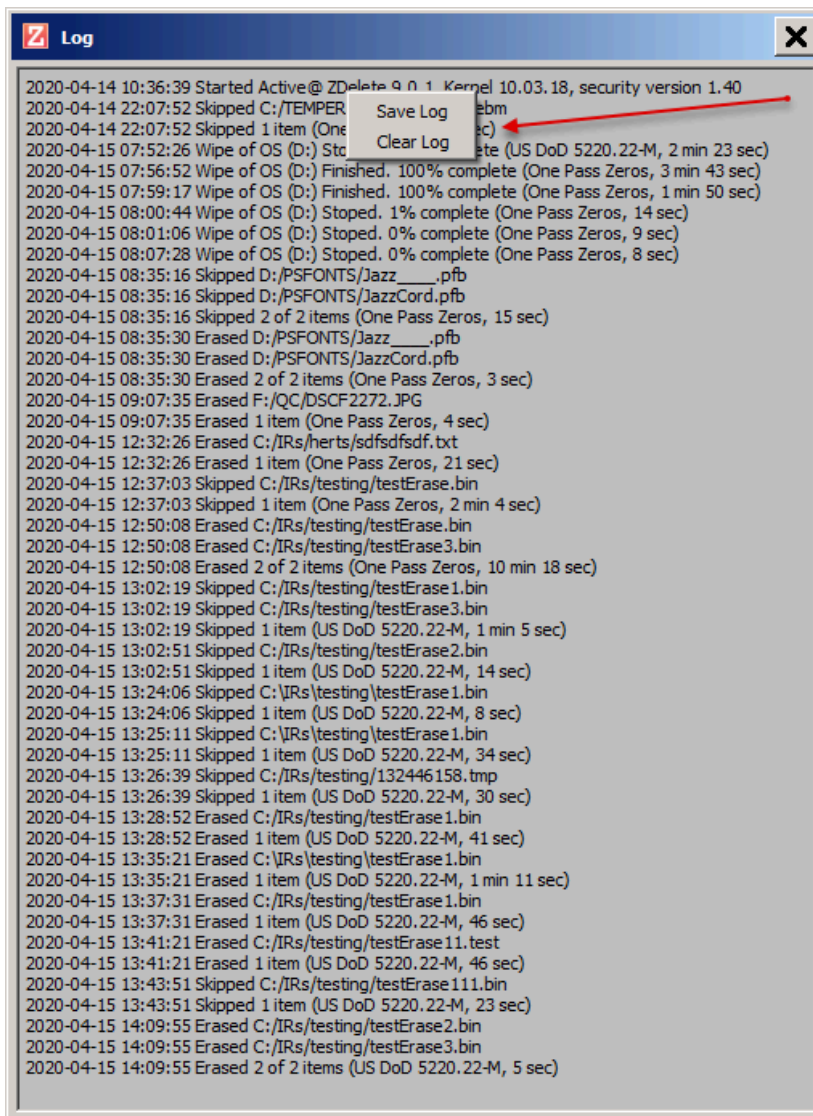 Z Log
2020-04-14 10:36:39 Started Active@ ZDelete 9.0.1, Kernel 10.03.18, security version 1.40
2020-04-14 22:07:52 Skipped C:/TEMPER ebm
Save Log
2020-04-14 22:07:52 Skipped 1 item (One ec)
Clear Log
2020-04-15 07:52:26 Wipe of OS (D:) Sto ete (US DoD 5220.22-M, 2 min 23 sec)
2020-04-15 07:56:52 Wipe of OS (D:) Finished. 100% complete (One Pass Zeros, 3 min 43 sec)
2020-04-15 07:59:17 Wipe of OS (D:) Finished. 100% complete (One Pass Zeros, 1 min 50 sec)
2020-04-15 08:00:44 Wipe of OS (D:) Stoped. 1% complete (One Pass Zeros, 14 sec)
2020-04-15 08:01:06 Wipe of OS (D:) Stoped. 0% complete (One Pass Zeros, 9 sec)
2020-04-15 08:07:28 Wipe of OS (D:) Stoped. 0% complete (One Pass Zeros, 8 sec)
2020-04-15 08:35:16 Skipped D:/PSFONTS/Jazz____.pfb
2020-04-15 08:35:16 Skipped D:/PSFONTS/JazzCord.pfb
2020-04-15 08:35:16 Skipped 2 of 2 items (One Pass Zeros, 15 sec)
2020-04-15 08:35:30 Erased D:/PSFONTS/Jazz____.pfb
2020-04-15 08:35:30 Erased D:/PSFONTS/JazzCord.pfb
2020-04-15 08:35:30 Erased 2 of 2 items (One Pass Zeros, 3 sec)
2020-04-15 09:07:35 Erased F:/QC/DSCF2272.JPG
2020-04-15 09:07:35 Erased 1 item (One Pass Zeros, 4 sec)
2020-04-15 12:32:26 Erased C:/IRs/herts/sdfsdfsdf.txt
2020-04-15 12:32:26 Erased 1 item (One Pass Zeros, 21 sec)
2020-04-15 12:37:03 Skipped C:/IRs/testing/testErase.bin
2020-04-15 12:37:03 Skipped 1 item (One Pass Zeros, 2 min 4 sec)
2020-04-15 12:50:08 Erased C:/IRs/testing/testErase.bin
2020-04-15 12:50:08 Erased C:/IRs/testing/testErase3.bin
2020-04-15 12:50:08 Erased 2 of 2 items (One Pass Zeros, 10 min 18 sec)
2020-04-15 13:02:19 Skipped C:/IRs/testing/testErase1.bin
2020-04-15 13:02:19 Skipped C:/IRs/testing/testErase3.bin
2020-04-15 13:02:19 Skipped 1 item (US DoD 5220.22-M, 1 min 5 sec)
2020-04-15 13:02:51 Skipped C:/IRs/testing/testErase2.bin
2020-04-15 13:02:51 Skipped 1 item (US DoD 5220.22-M, 14 sec)
2020-04-15 13:24:06 Skipped C:\IRs\testing\testErase1.bin
2020-04-15 13:24:06 Skipped 1 item (US DoD 5220.22-M, 8 sec)
2020-04-15 13:25:11 Skipped C:\IRs\testing\testErase1.bin
2020-04-15 13:25:11 Skipped 1 item (US DoD 5220.22-M, 34 sec)
2020-04-15 13:26:39 Skipped C:/IRs/testing/132446158.tmp
2020-04-15 13:26:39 Skipped 1 item (US DoD 5220.22-M, 30 sec)
2020-04-15 13:28:52 Erased C:/IRs/testing/testErase1.bin
2020-04-15 13:28:52 Erased 1 item (US DoD 5220.22-M, 41 sec)
2020-04-15 13:35:21 Erased C:\IRs\testing\testErase1.bin
2020-04-15 13:35:21 Erased 1 item (US DoD 5220.22-M, 1 min 11 sec)
2020-04-15 13:37:31 Erased C:/IRs/testing/testErase1.bin
2020-04-15 13:37:31 Erased 1 item (US DoD 5220.22-M, 46 sec)
2020-04-15 13:41:21 Erased C:/IRs/testing/testErase11.test
2020-04-15 13:41:21 Erased 1 item (US DoD 5220.22-M, 46 sec)
2020-04-15 13:43:51 Skipped C:/IRs/testing/testErase111.bin
2020-04-15 13:43:51 Skipped 1 item (US DoD 5220.22-M, 23 sec)
2020-04-15 14:09:55 Erased C:/IRs/testing/testErase2.bin
2020-04-15 14:09:55 Erased C:/IRs/testing/testErase3.bin
2020-04-15 14:09:55 Erased 2 of 2 items (US DoD 5220.22-M, 5 sec)